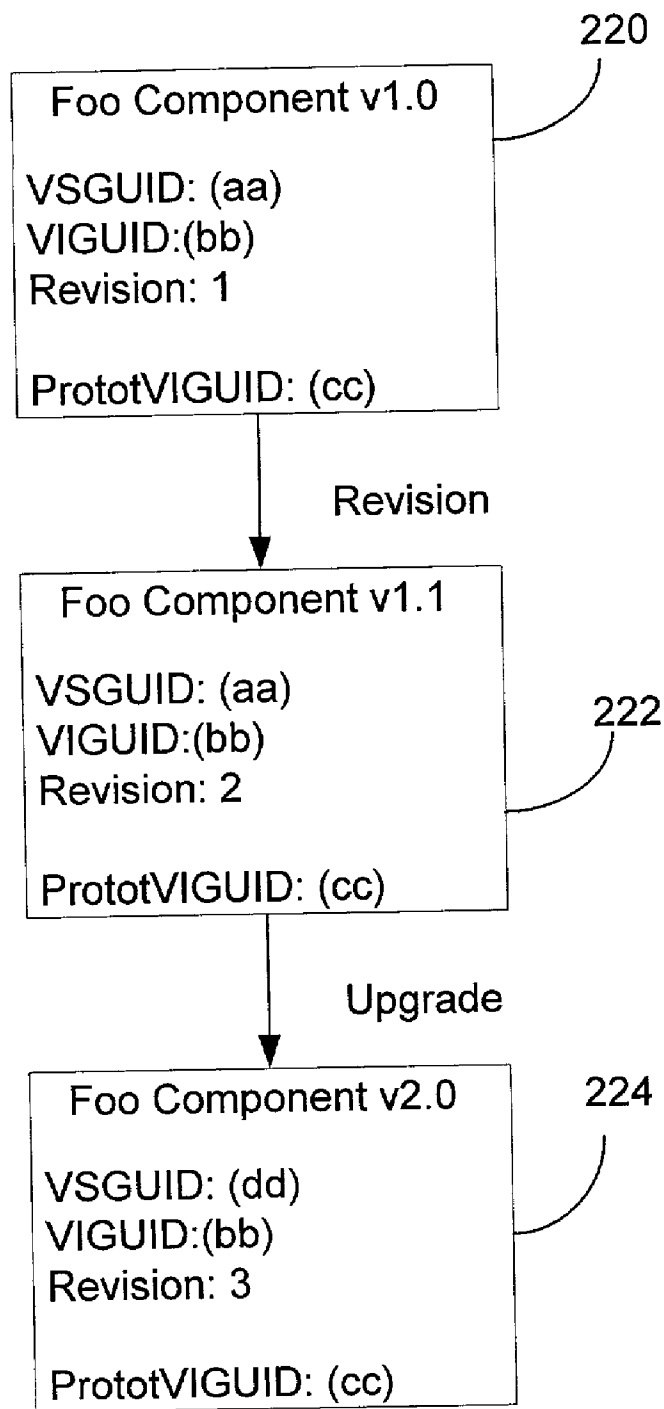 220
Foo Component v1.0
VSGUID: (aa)
VIGUID:(bb)
Revision: 1
PrototVIGUID: (cc)
Revision
Foo Component v1.1
VSGUID: (aa)
VIGUID:(bb)
Revision: 2
222
PrototVIGUID: (cc)
Upgrade
Foo Component v2.0
224
VSGUID: (dd)
VIGUID:(bb)
Revision: 3
PrototVIGUID: (cc)